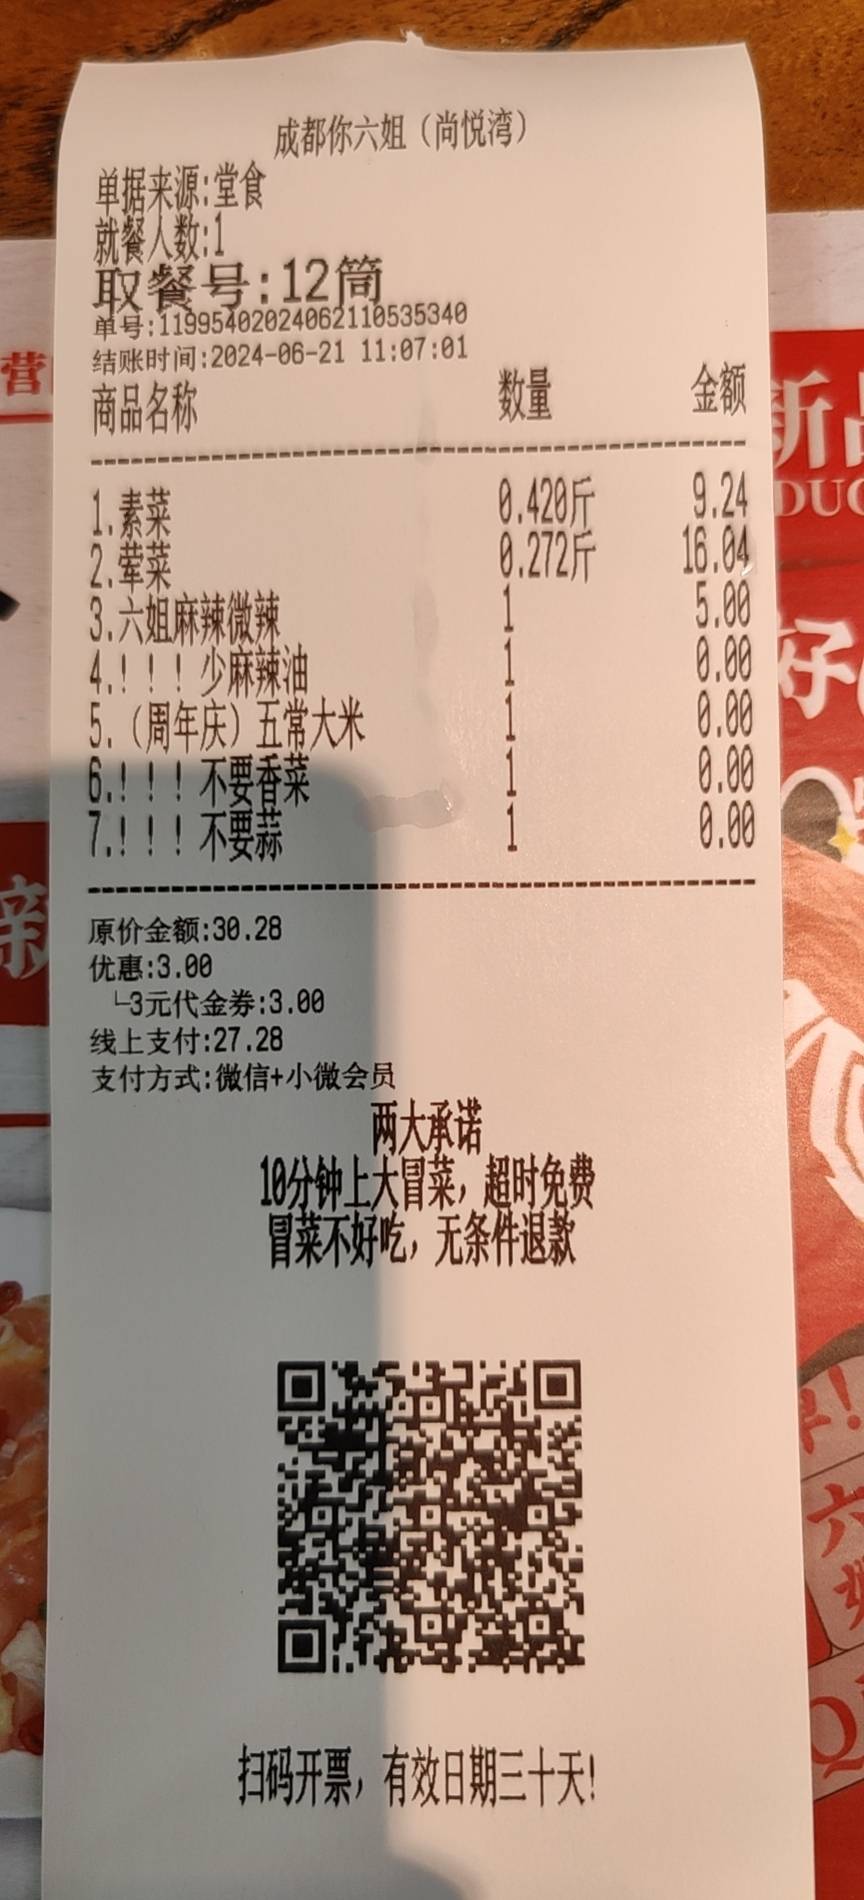 成都你六姐（尚悦湾）
单据来源:堂食
就餐人数:1
取餐号:12筒
单号:11995402024062110535340
结账时间:2024-06-21 11:07:01
商品名称 数量 金额
1.素菜 0.420斤 9.24
2.荤菜 0.272斤 16.04
3.六姐麻辣微辣 1 5.00
4.！！！少麻辣油 1 0.00
5.（周年庆）五常大米 1 0.00
6.！！！不要香菜 1 0.00
7.！！！不要蒜 1 0.00
原价金额:30.28
优惠:3.00
└3元代金券:3.00
线上支付:27.28
支付方式:微信+小微会员
两大承诺
10分钟上大冒菜，超时免费
冒菜不好吃，无条件退款
扫码开票，有效日期三十天!
营
新
新品
DUC
好
六